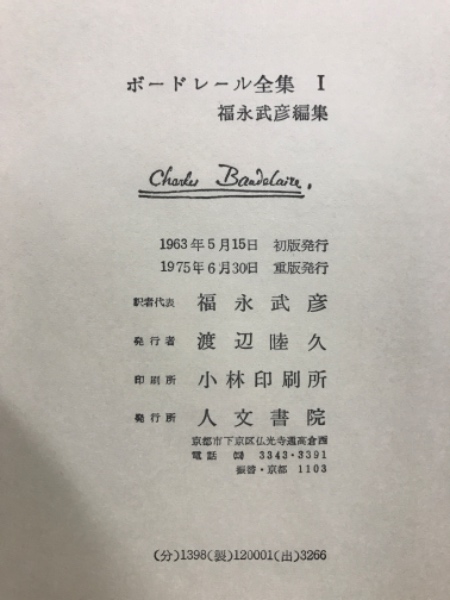 ボードレール全集 Ⅰ
福永武彦編集
Charles Baudelaire.
1963年5月15日 初版発行
1975年6月30日 重版発行
訳者代表 福永武彦
発行者 渡辺睦久
印刷所 小林印刷所
発行所 人文書院
京都市下京区仏光寺通高倉西
電話 ㈹ 3343・3391
振替・京都 1103
(分)1398(製)120001(出)3266